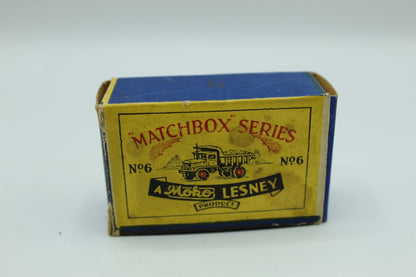 "MATCHBOX" SERIES
No6 No6
A Moko LESNEY
PRODUCT